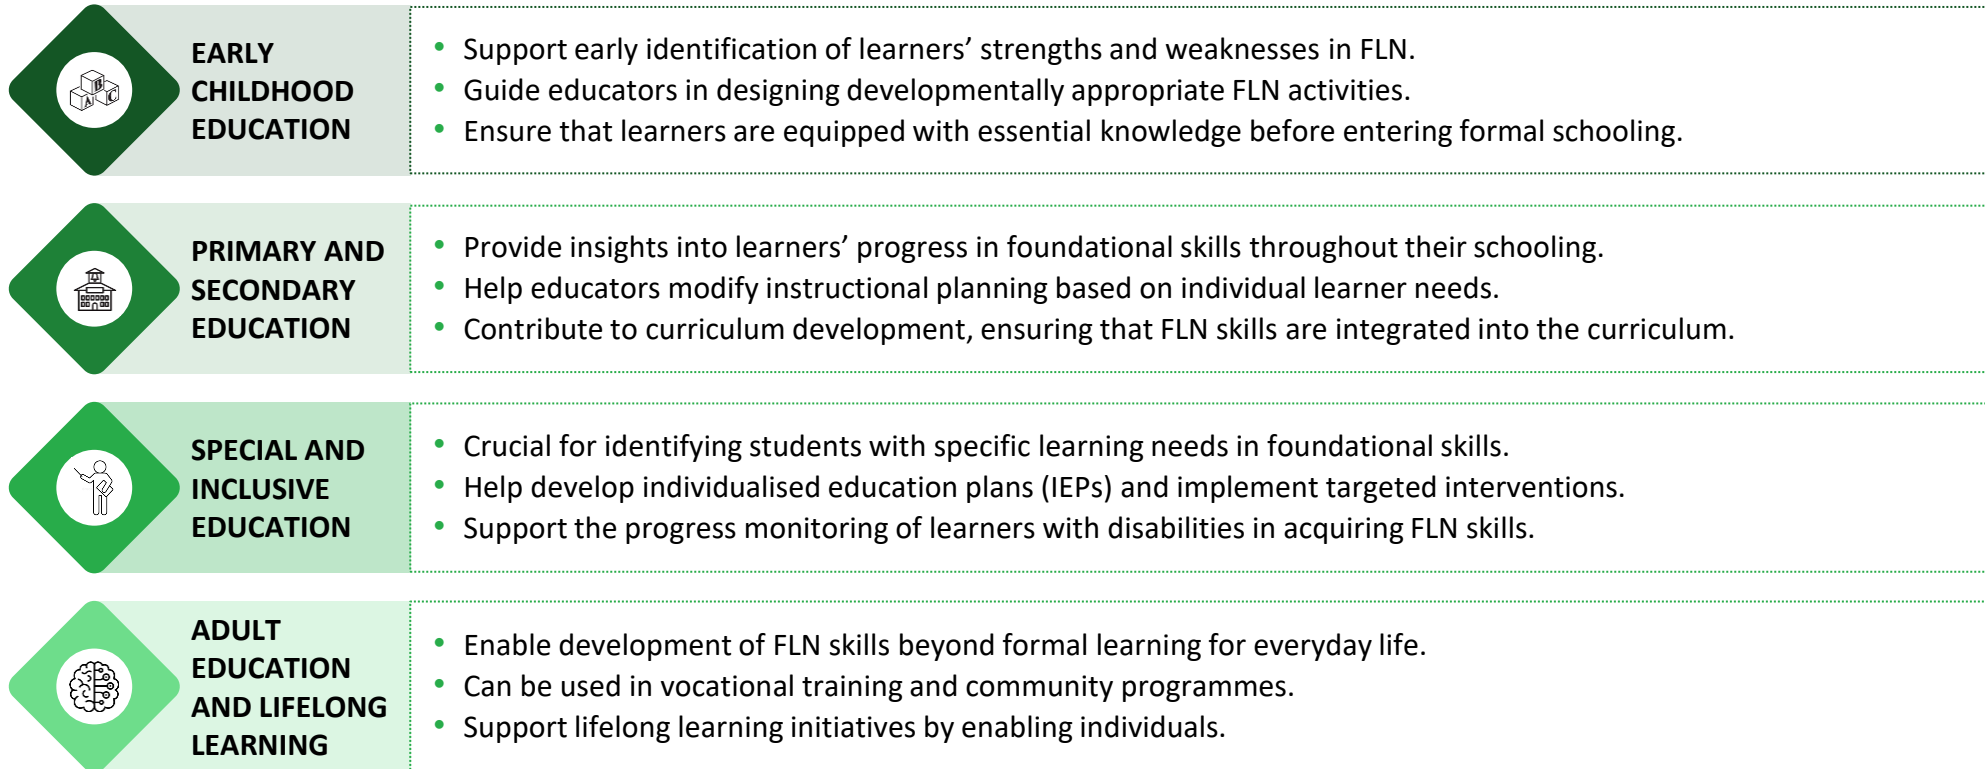 EARLY
CHILDHOOD
EDUCATION
• Support early identification of learners’ strengths and weaknesses in FLN.
• Guide educators in designing developmentally appropriate FLN activities.
• Ensure that learners are equipped with essential knowledge before entering formal schooling.
PRIMARY AND
SECONDARY
EDUCATION
• Provide insights into learners’ progress in foundational skills throughout their schooling.
• Help educators modify instructional planning based on individual learner needs.
• Contribute to curriculum development, ensuring that FLN skills are integrated into the curriculum.
SPECIAL AND
INCLUSIVE
EDUCATION
• Crucial for identifying students with specific learning needs in foundational skills.
• Help develop individualised education plans (IEPs) and implement targeted interventions.
• Support the progress monitoring of learners with disabilities in acquiring FLN skills.
ADULT
EDUCATION
AND LIFELONG
LEARNING
• Enable development of FLN skills beyond formal learning for everyday life.
• Can be used in vocational training and community programmes.
• Support lifelong learning initiatives by enabling individuals.